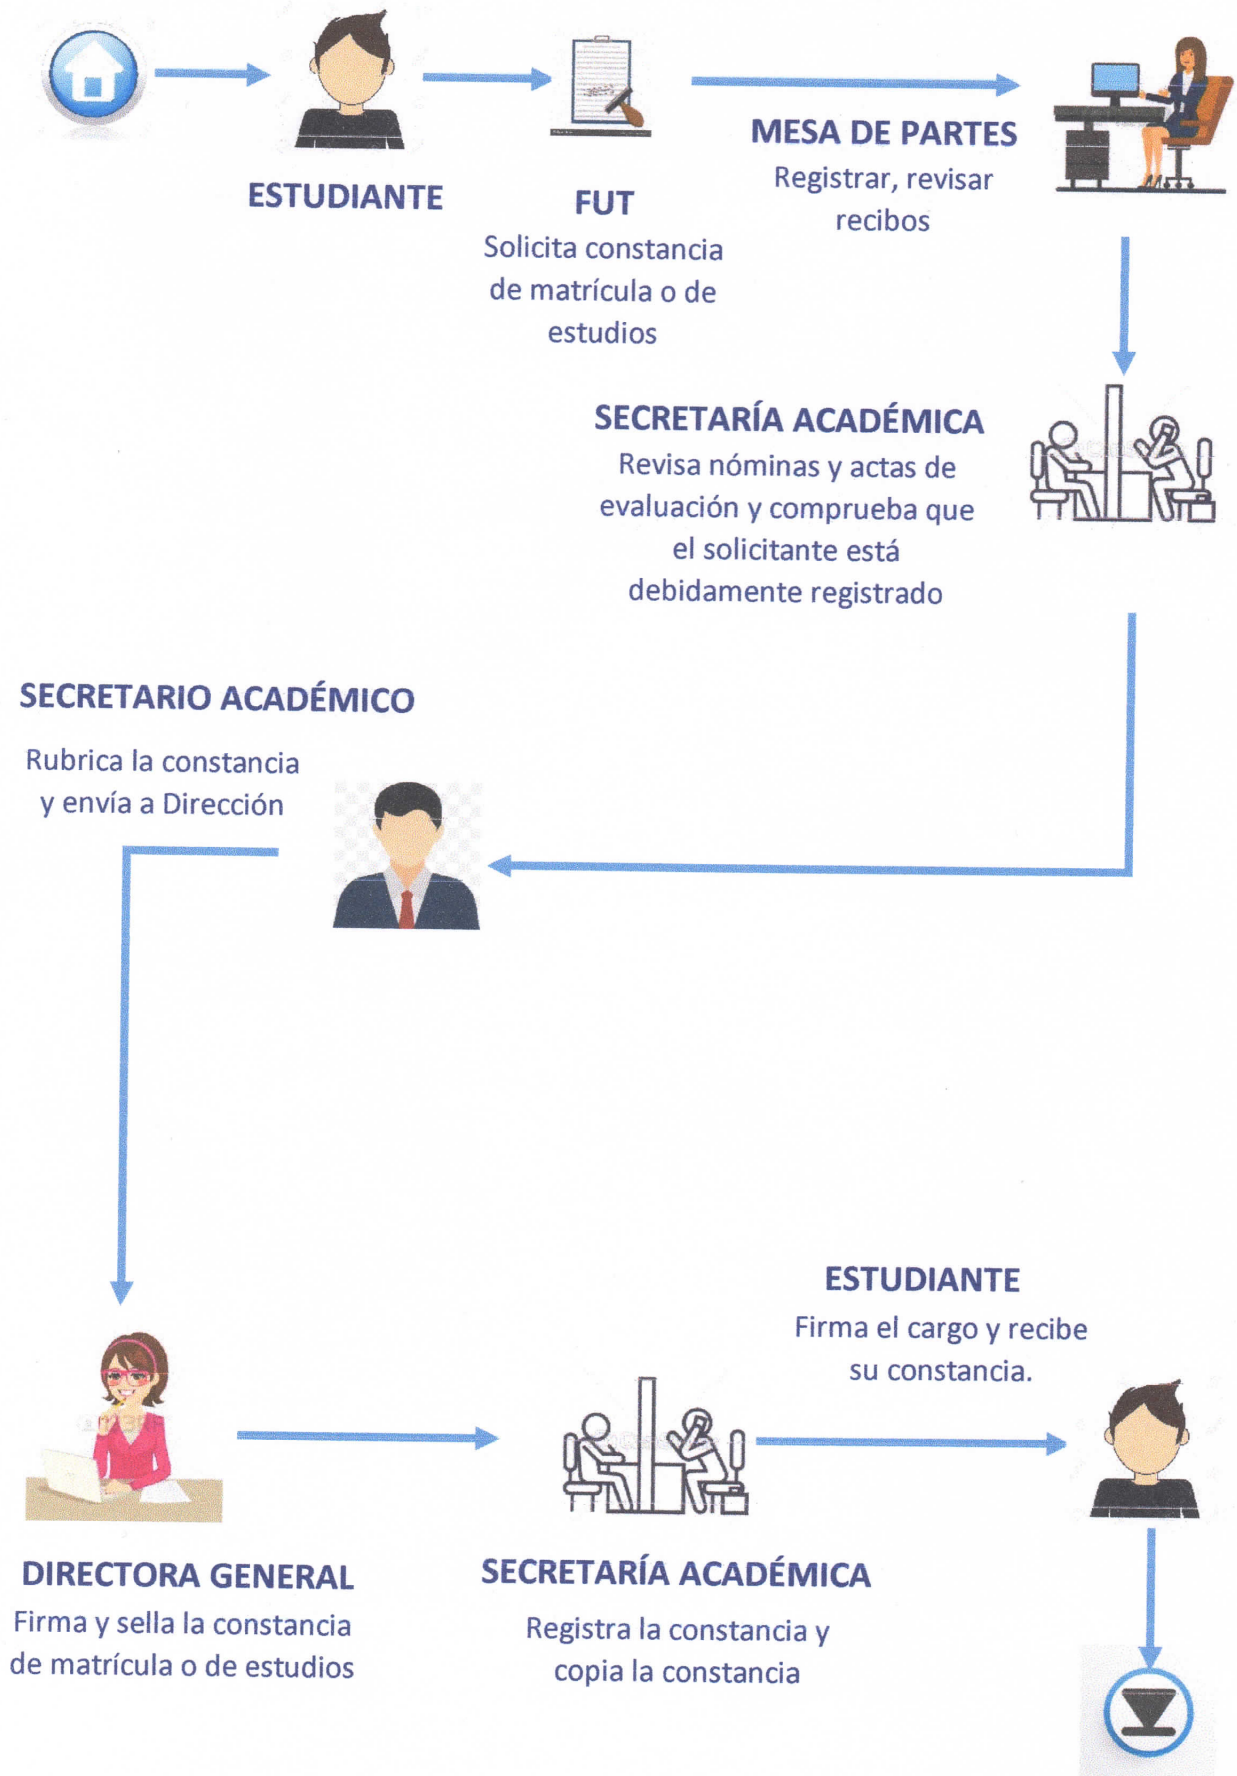 ESTUDIANTE
FUT
Solicita constancia
de matrícula o de
estudios
MESA DE PARTES
Registrar, revisar
recibos
SECRETARÍA ACADÉMICA
Revisa nóminas y actas de
evaluación y comprueba que
el solicitante está
debidamente registrado
SECRETARIO ACADÉMICO
Rubrica la constancia
y envía a Dirección
DIRECTORA GENERAL
Firma y sella la constancia
de matrícula o de estudios
SECRETARÍA ACADÉMICA
Registra la constancia y
copia la constancia
ESTUDIANTE
Firma el cargo y recibe
su constancia.